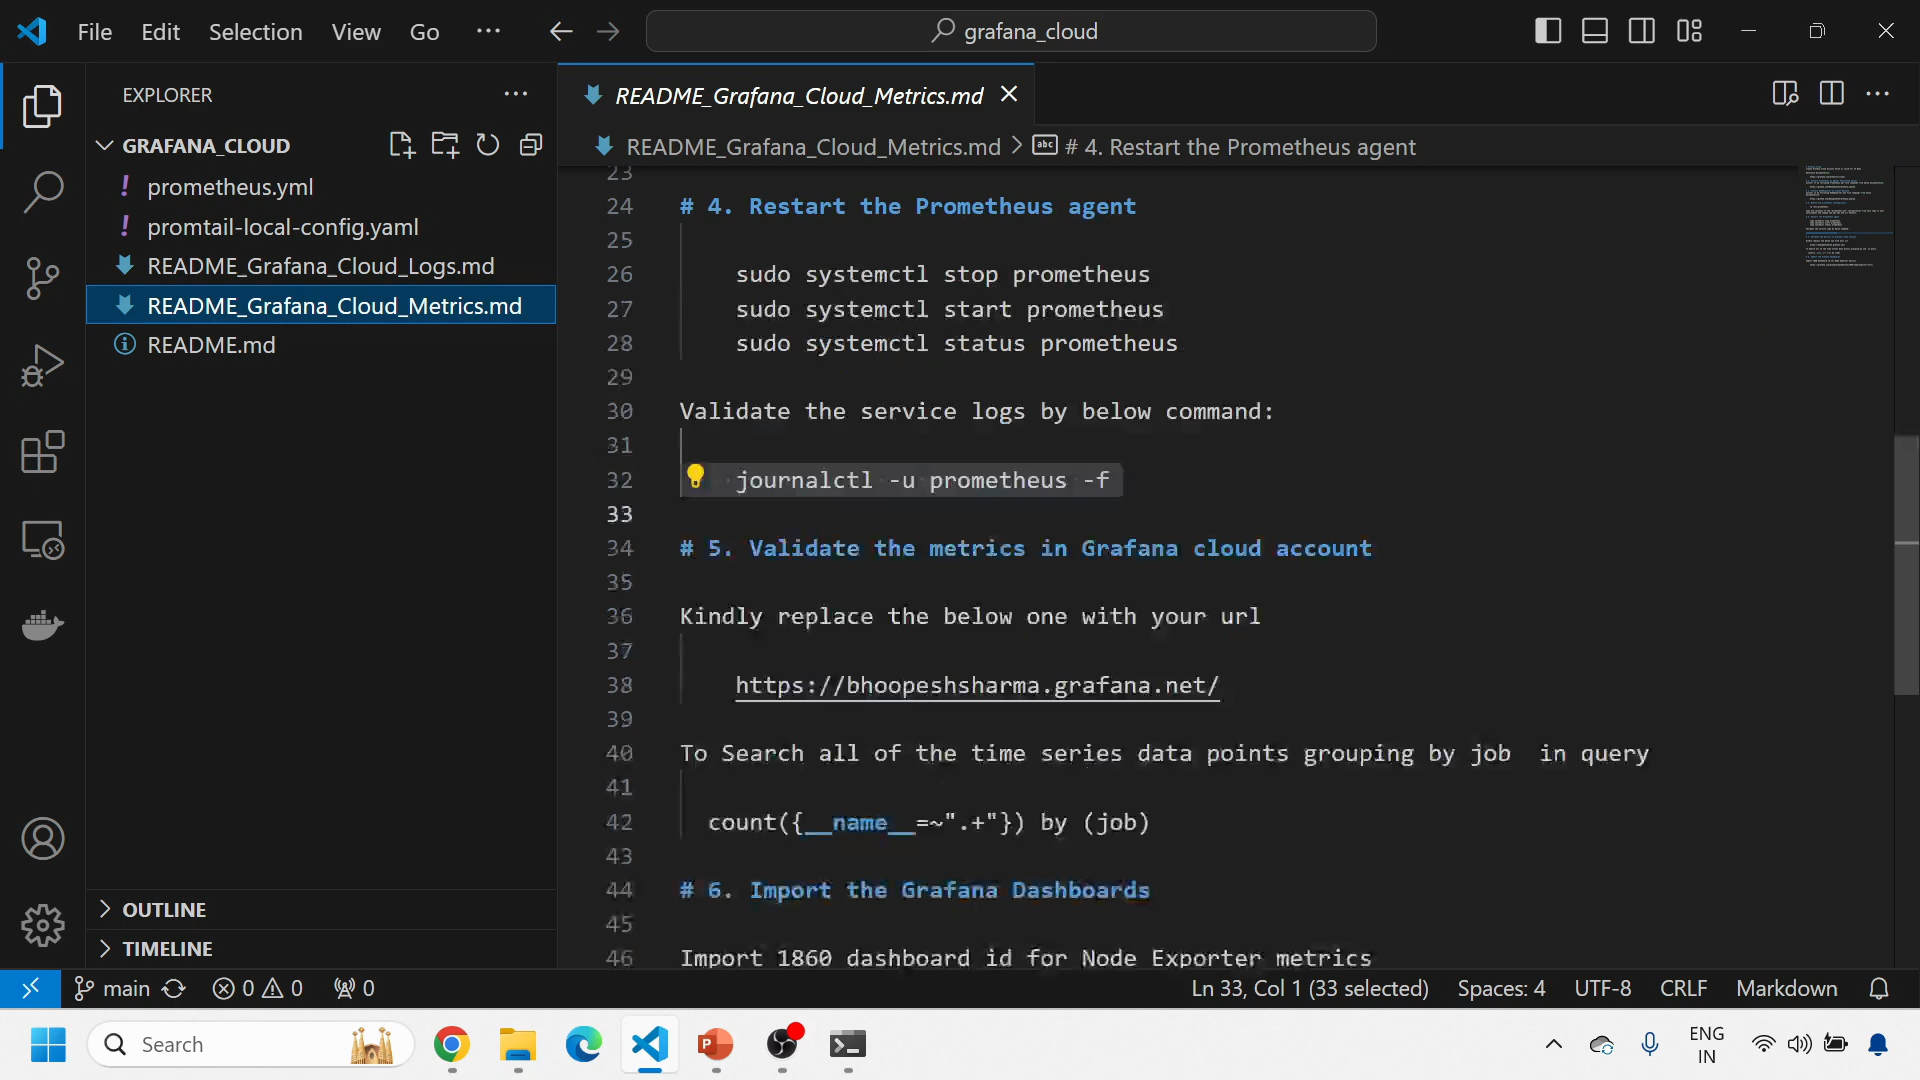 File Edit Selection View Go ··· grafana_cloud
EXPLORER ···
GRAFANA_CLOUD
! prometheus.yml
! promtail-local-config.yaml
README_Grafana_Cloud_Logs.md
README_Grafana_Cloud_Metrics.md
README.md
OUTLINE
TIMELINE
README_Grafana_Cloud_Metrics.md
README_Grafana_Cloud_Metrics.md > abc # 4. Restart the Prometheus agent
23
24 # 4. Restart the Prometheus agent
25
26 sudo systemctl stop prometheus
27 sudo systemctl start prometheus
28 sudo systemctl status prometheus
29
30 Validate the service logs by below command:
31
32 journalctl -u prometheus -f
33
34 # 5. Validate the metrics in Grafana cloud account
35
36 Kindly replace the below one with your url
37
38 https://bhoopeshsharma.grafana.net/
39
40 To Search all of the time series data points grouping by job  in query
41
42 count({__name__=~".+"}) by (job)
43
44 # 6. Import the Grafana Dashboards
45
46 Import 1860 dashboard id for Node Exporter metrics
main 0 0 0 Ln 33, Col 1 (33 selected) Spaces: 4 UTF-8 CRLF Markdown
Search P ENG
IN